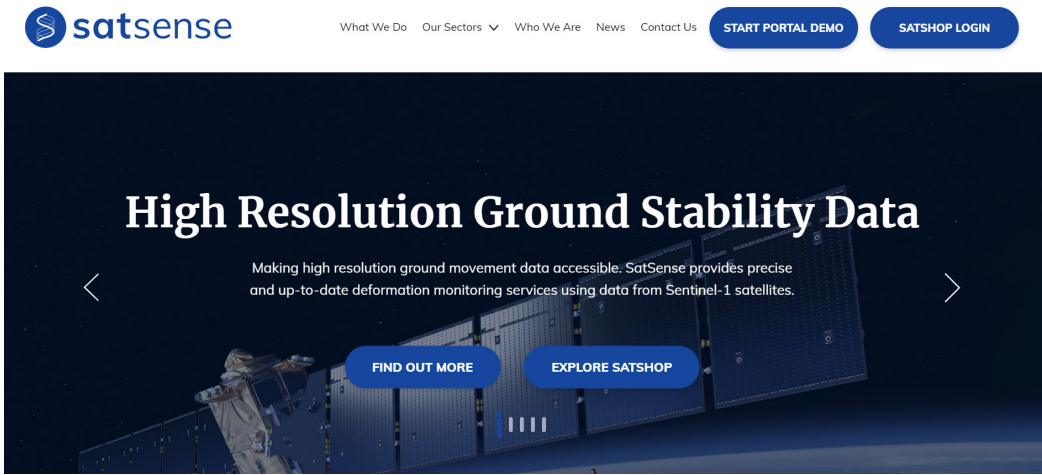 satsense
What We Do
Our Sectors
Who We Are
News
Contact Us
START PORTAL DEMO
SATSHOP LOGIN
High Resolution Ground Stability Data
Making high resolution ground movement data accessible. SatSense provides precise
and up-to-date deformation monitoring services using data from Sentinel-1 satellites.
FIND OUT MORE
EXPLORE SATSHOP